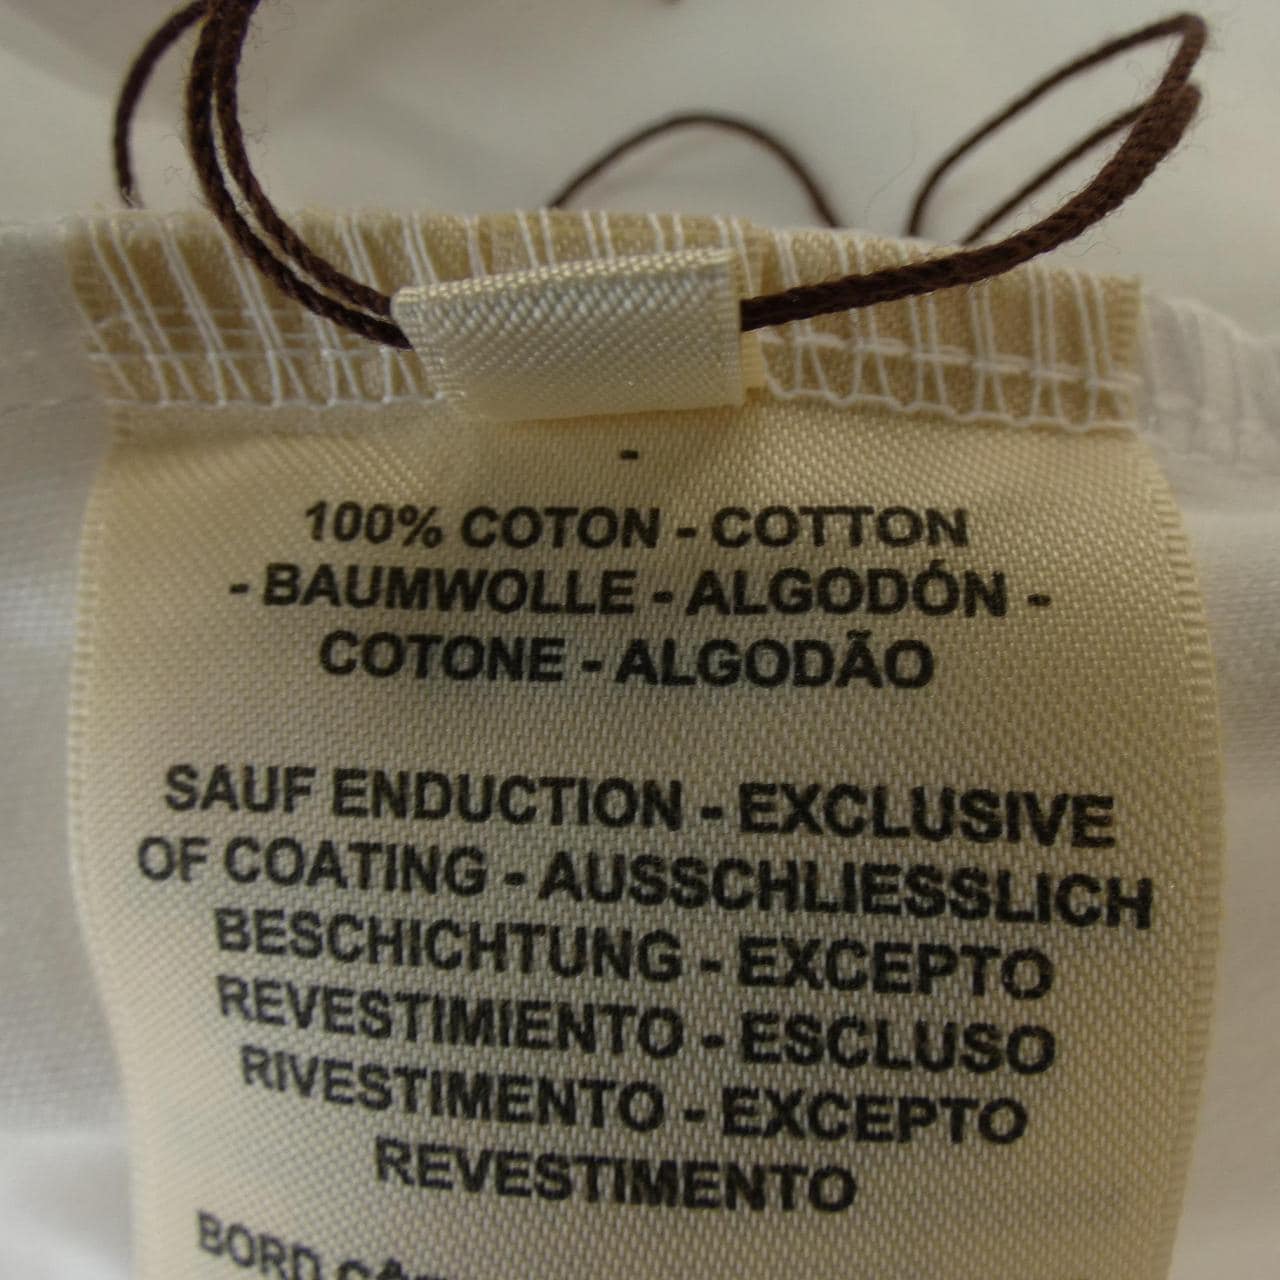 -
100% COTON - COTTON
- BAUMWOLLE - ALGODÓN -
COTONE - ALGODÃO
SAUF ENDUCTION - EXCLUSIVE
OF COATING - AUSSCHLIESSLICH
BESCHICHTUNG - EXCEPTO
REVESTIMIENTO - ESCLUSO
RIVESTIMENTO - EXCEPTO
REVESTIMENTO
BORD